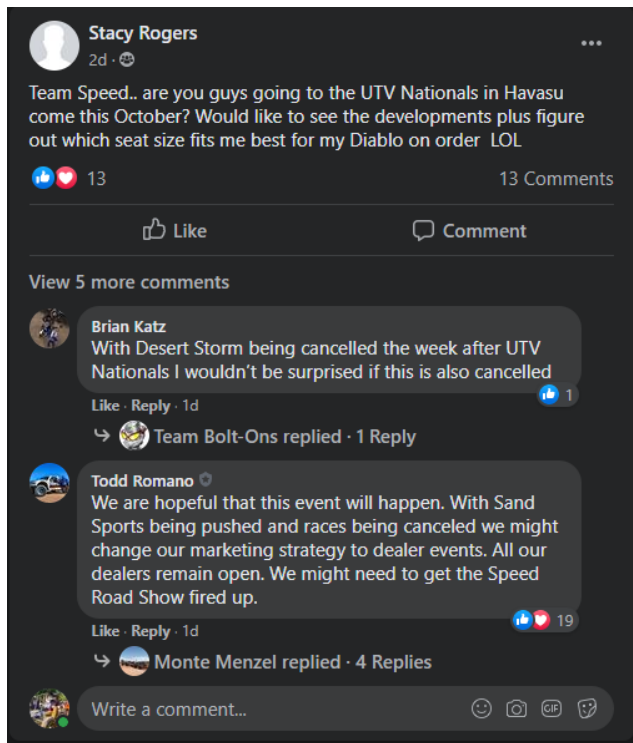 Stacy Rogers
2d ·
Team Speed.. are you guys going to the UTV Nationals in Havasu
come this October? Would like to see the developments plus figure
out which seat size fits me best for my Diablo on order LOL
13
13 Comments
Like
Comment
View 5 more comments
Brian Katz
With Desert Storm being cancelled the week after UTV
Nationals I wouldn't be surprised if this is also cancelled
1
Like · Reply · 1d
Team Bolt-Ons replied · 1 Reply
Todd Romano
We are hopeful that this event will happen. With Sand
Sports being pushed and races being canceled we might
change our marketing strategy to dealer events. All our
dealers remain open. We might need to get the Speed
Road Show fired up.
19
Like · Reply · 1d
Monte Menzel replied · 4 Replies
Write a comment...
GIF